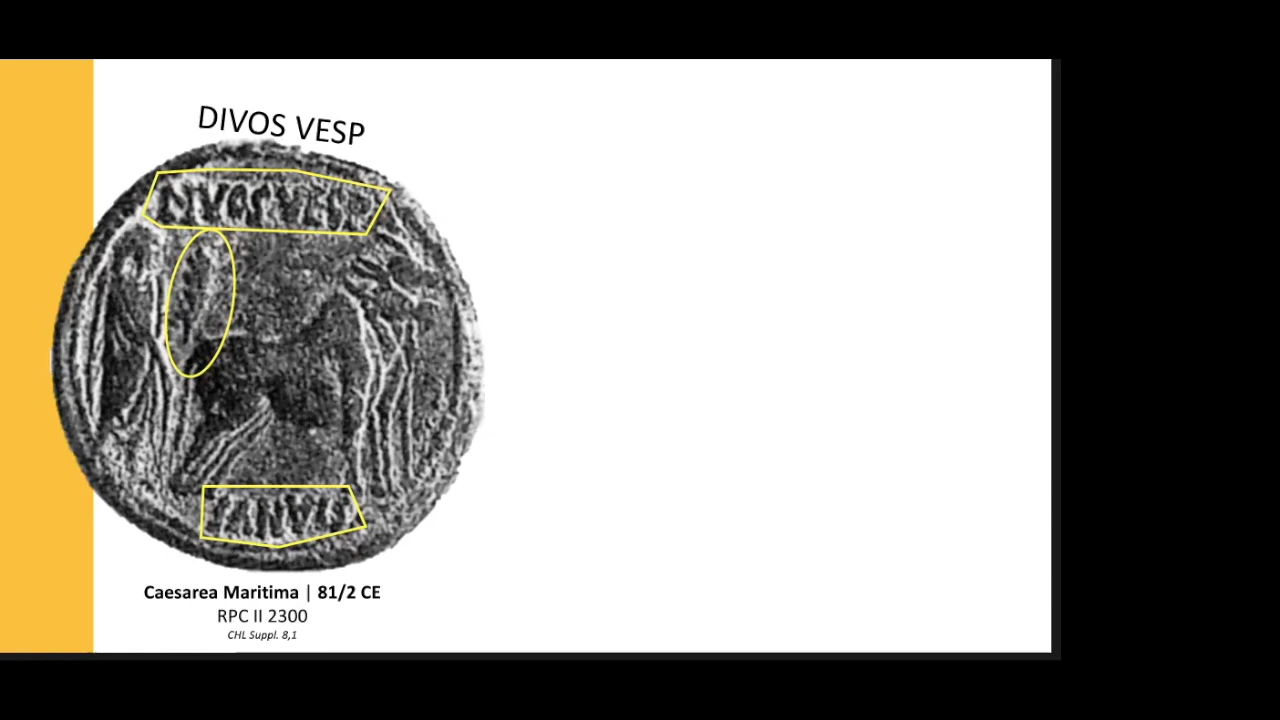 DIVOS VESP
Caesarea Maritima | 81/2 CE
RPC II 2300
CHL Suppl. 8,1